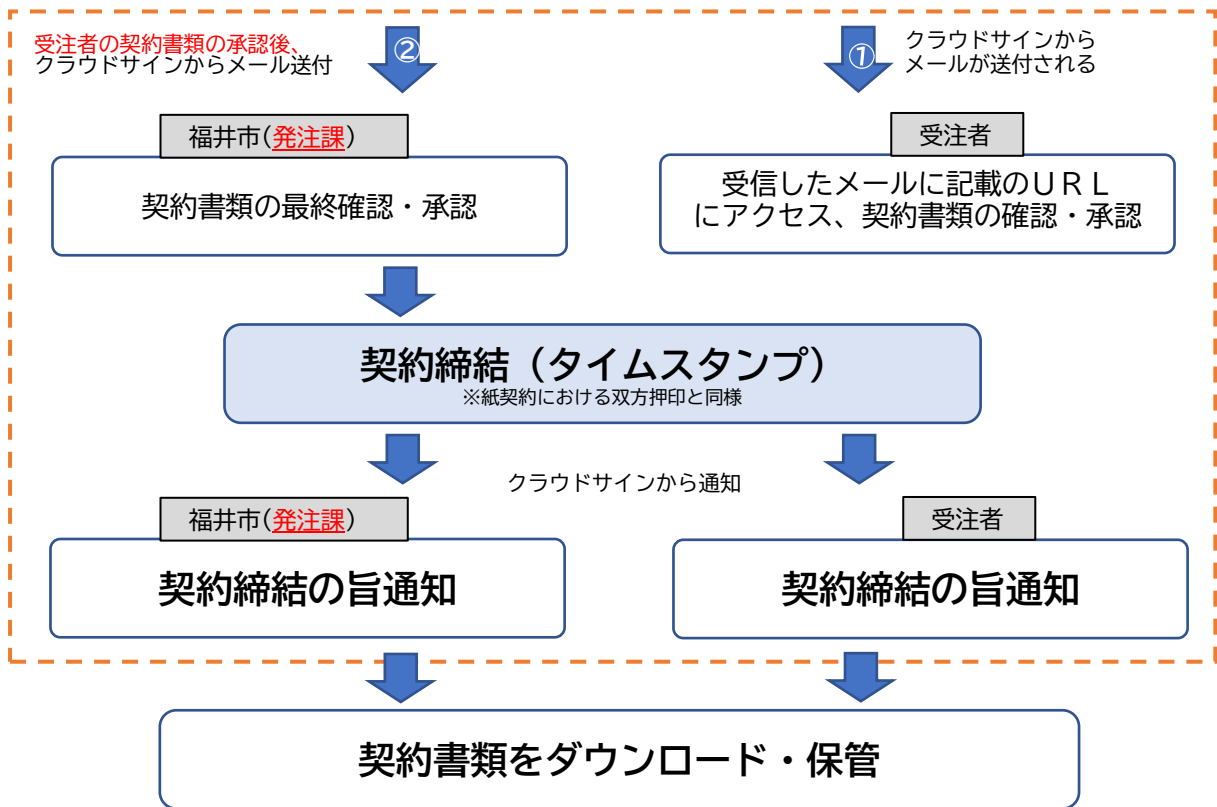 受注者の契約書類の承認後、
クラウドサインからメール送付
②
①
クラウドサインから
メールが送付される
福井市(発注課)
契約書類の最終確認・承認
受注者
受信したメールに記載のＵＲＬ
にアクセス、契約書類の確認・承認
契約締結（タイムスタンプ）
※紙契約における双方押印と同様
クラウドサインから通知
福井市(発注課)
契約締結の旨通知
受注者
契約締結の旨通知
契約書類をダウンロード・保管